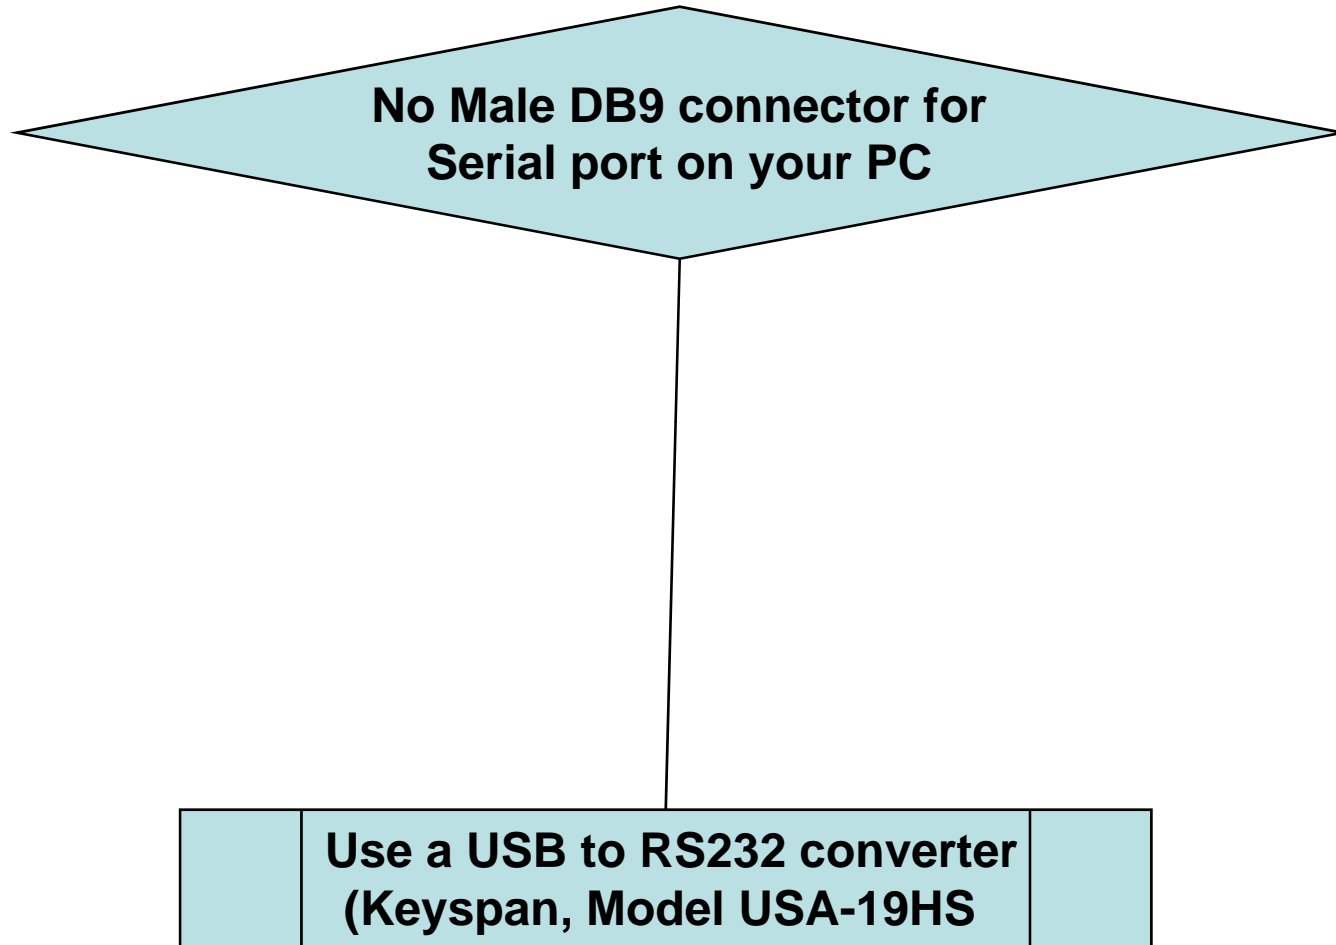 No Male DB9 connector for
Serial port on your PC
Use a USB to RS232 converter
(Keyspan, Model USA-19HS